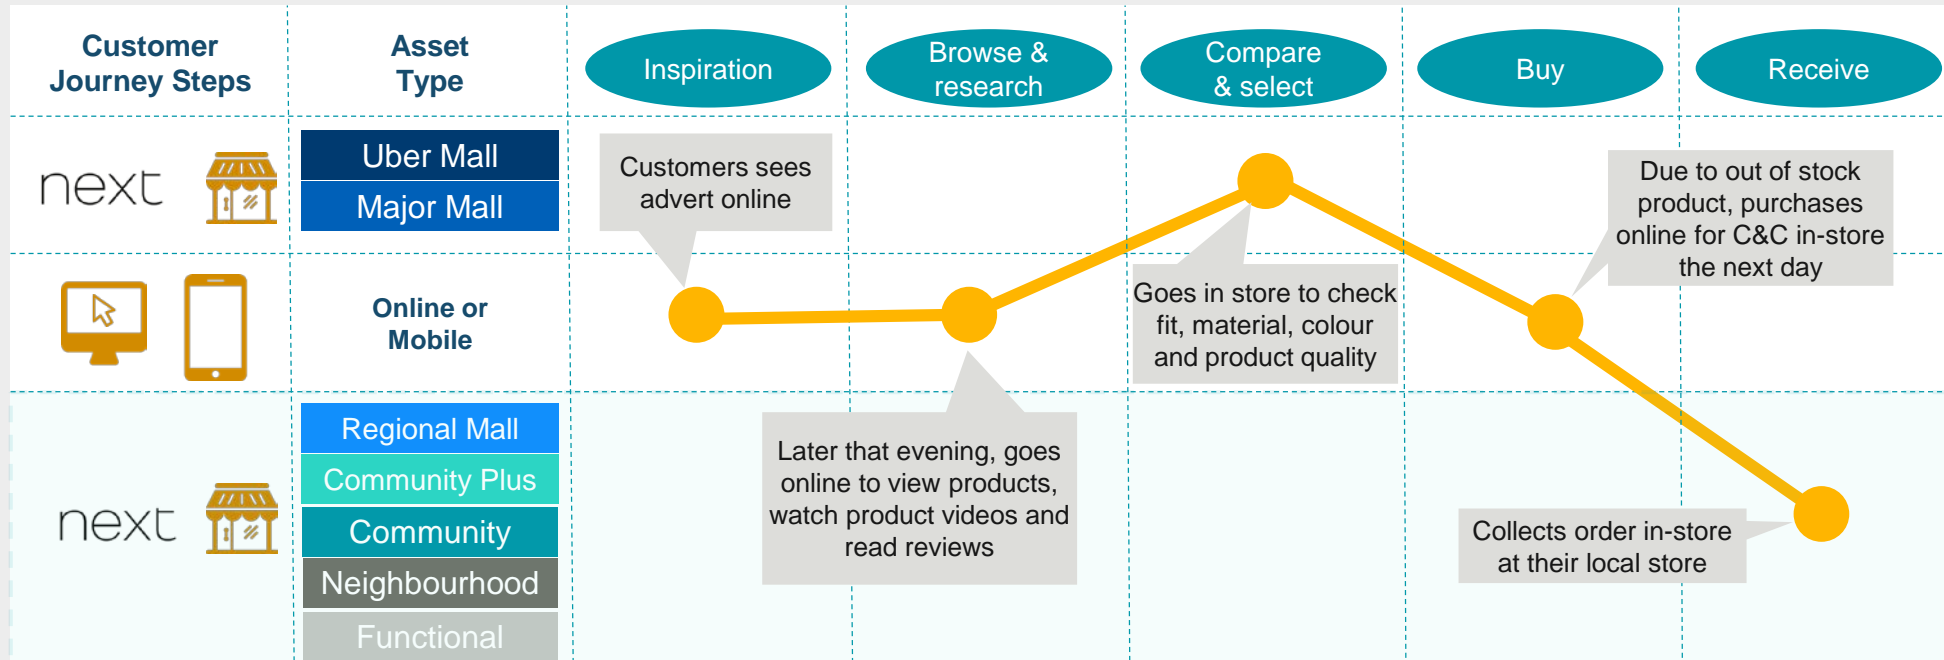 Customer
Journey Steps
Asset
Type
Inspiration
Browse &
research
Compare
& select
Buy
Receive
next
Uber Mall
Major Mall
Customers sees
advert online
Due to out of stock
product, purchases
online for C&C in-store
the next day
Goes in store to check
fit, material, colour
and product quality
Online or
Mobile
next
Regional Mall
Community Plus
Community
Neighbourhood
Functional
Later that evening, goes
online to view products,
watch product videos and
read reviews
Collects order in-store
at their local store